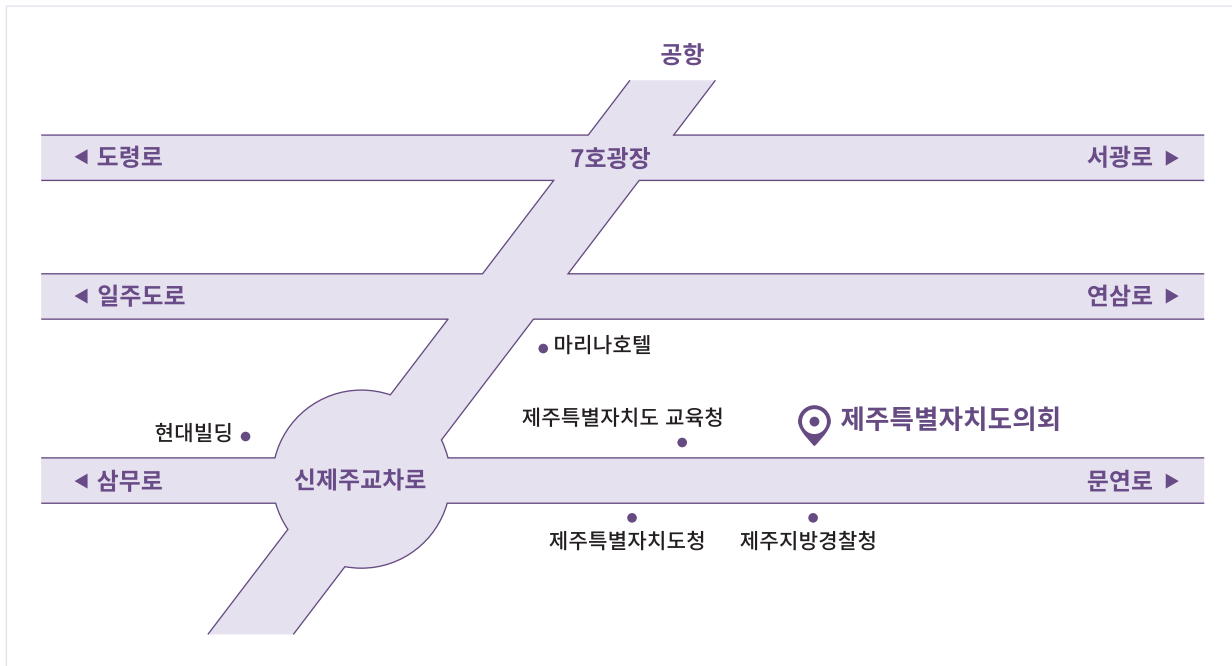 공항
◀ 도령로
7호광장
서광로 ▶
◀ 일주도로
연삼로 ▶
마리나호텔
제주특별자치도 교육청
제주특별자치도의회
현대빌딩
◀ 삼무로
신제주교차로
문연로 ▶
제주특별자치도청
제주지방경찰청